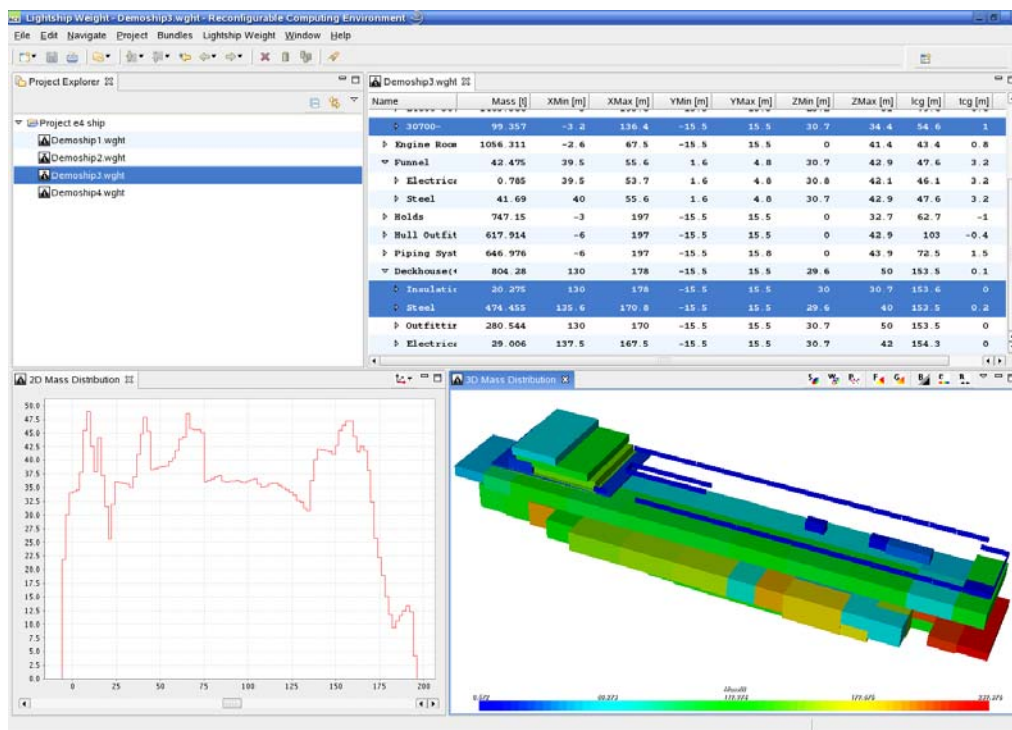 Lightship Weight - Demoship3.wght - Reconfigurable Computing Environment
File Edit Navigate Project Bundles Lightship Weight Window Help
Project Explorer
Project e4 ship
Demoship1.wght
Demoship2.wght
Demoship3.wght
Demoship4.wght
Demoship3.wght
Name Mass [t] XMin [m] XMax [m] YMin [m] YMax [m] ZMin [m] ZMax [m] lcg [m] tcg [m]
30700- 99.357 -3.2 136.4 -15.5 15.5 30.7 34.4 54.6 1
Engine Room 1056.311 -2.6 67.5 -15.5 15.5 0 41.4 43.4 0.8
Funnel 42.475 39.5 55.6 1.6 4.8 30.7 42.9 47.6 3.2
Electrica 0.785 39.5 53.7 1.6 4.8 30.8 42.1 46.1 3.2
Steel 41.69 40 55.6 1.6 4.8 30.7 42.9 47.6 3.2
Holds 747.15 -3 197 -15.5 15.5 0 32.7 62.7 -1
Hull Outfit 617.914 -6 197 -15.5 15.5 0 42.9 103 -0.4
Piping Syst 646.976 -6 197 -15.5 15.8 0 43.9 72.5 1.5
Deckhouse(+ 804.28 130 178 -15.5 15.5 29.6 50 153.5 0.1
Insulatic 20.275 130 178 -15.5 15.5 30 30.7 153.6 0
Steel 474.455 135.6 170.8 -15.5 15.5 29.6 40 153.5 0.2
Outfittir 280.544 130 170 -15.5 15.5 30.7 50 153.5 0
Electrica 29.006 137.5 167.5 -15.5 15.5 30.7 42 154.3 0
2D Mass Distribution
50.0
47.5
45.0
42.5
40.0
37.5
35.0
32.5
30.0
27.5
25.0
22.5
20.0
17.5
15.0
12.5
10.0
7.5
5.0
2.5
0.0
0 25 50 75 100 125 150 175 200
3D Mass Distribution